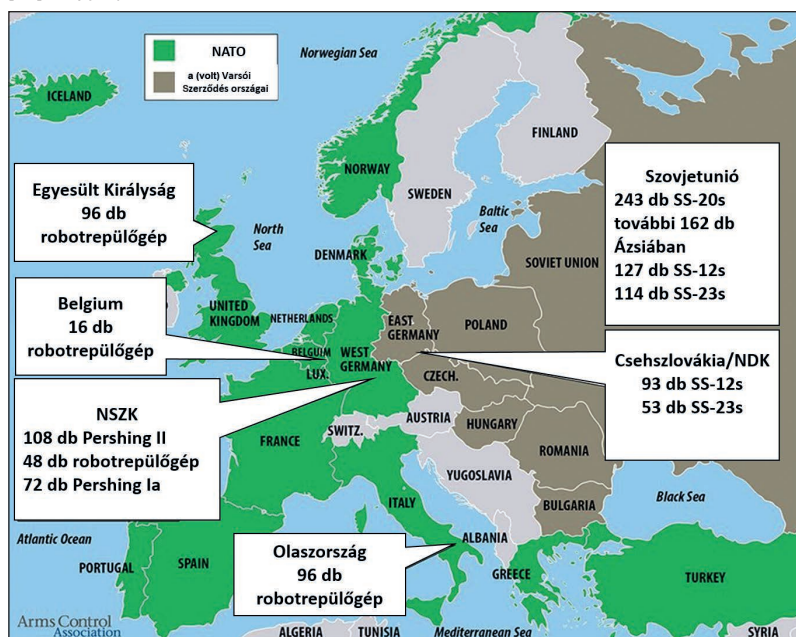 NATO
a (volt) Varsói
Szerződés országai
Norwegian Sea
ICELAND
FINLAND
NORWAY
SWEDEN
Egyesült Királyság
96 db
robotrepülőgép
North
Sea
Baltic
Sea
Szovjetunió
243 db SS-20s
további 162 db
Ázsiában
127 db SS-12s
114 db SS-23s
DENMARK
SOVIET UNION
Belgium
16 db
robotrepülőgép
UNITED
KINGDOM
NETHERLANDS
BELGUIM
LUX.
WEST
GERMANY
EAST
GERMANY
POLAND
CZECH.
Csehszlovákia/NDK
93 db SS-12s
53 db SS-23s
NSZK
108 db Pershing II
48 db robotrepülőgép
72 db Pershing Ia
FRANCE
SWITZ.
AUSTRIA
HUNGARY
ROMANIA
YUGOSLAVIA
BULGARIA
Black Sea
ITALY
Atlantic Ocean
PORTUGAL
SPAIN
Olaszország
96 db
robotrepülőgép
ALBANIA
GREECE
TURKEY
Arms Control
Association
ALGERIA
TUNISIA
Mediterranean Sea
SYRIA